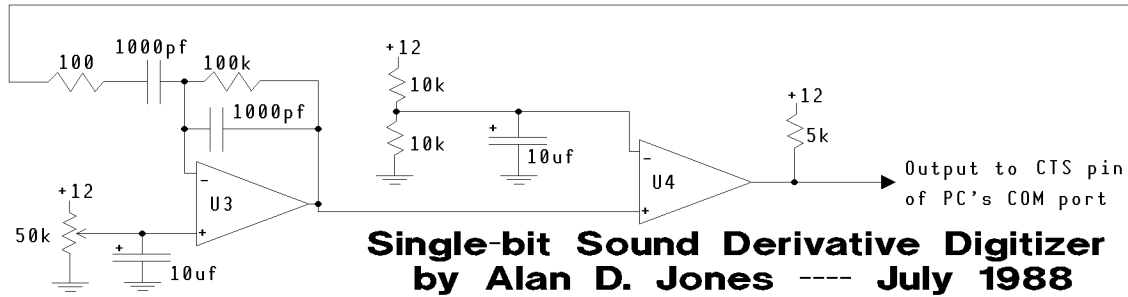 1000pf
100
100k
1000pf
+12
10k
10k
+
10uf
+12
5k
-
U4
+
Output to CTS pin
of PC's COM port
-
U3
+
+12
50k
+
10uf
Single-bit Sound Derivative Digitizer
by Alan D. Jones ---- July 1988